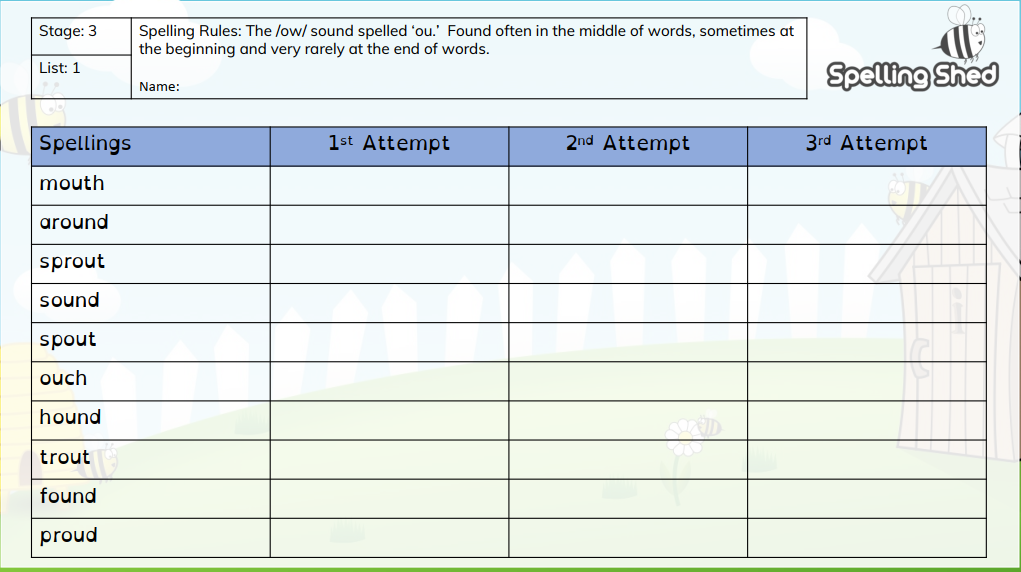 Stage: 3
Spelling Rules: The /ow/ sound spelled ‘ou.’ Found often in the middle of words, sometimes at
the beginning and very rarely at the end of words.
List: 1
Name:
Spelling Shed
Spellings 1st Attempt 2nd Attempt 3rd Attempt
mouth
around
sprout
sound
spout
ouch
hound
trout
found
proud